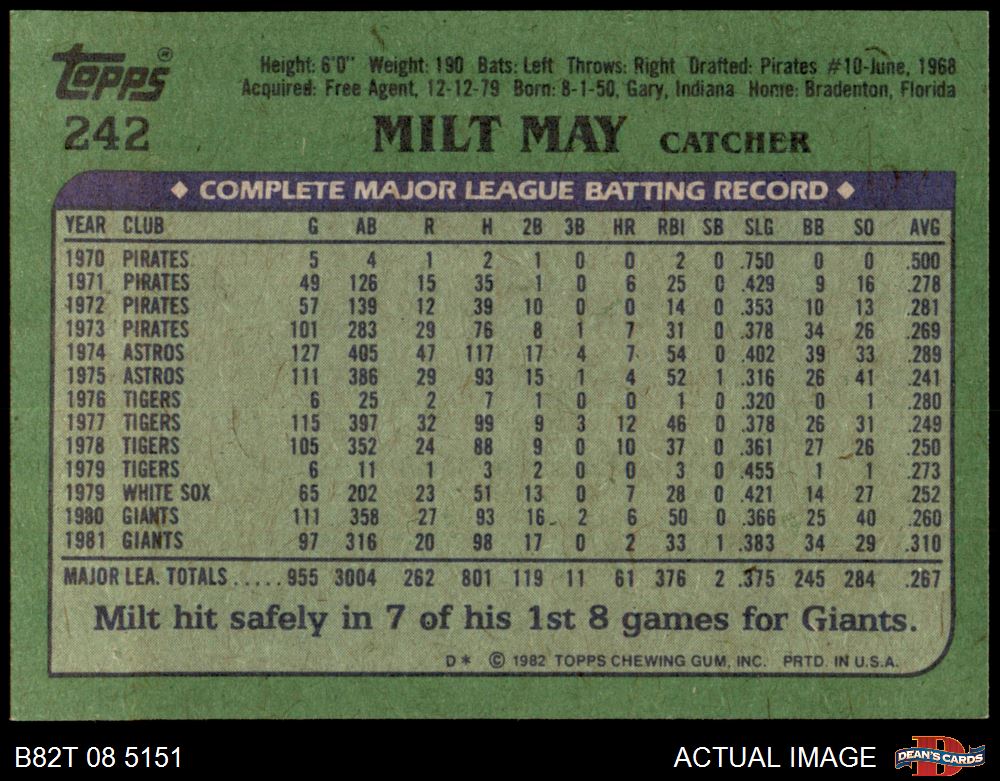 Topps®
Height: 6'0" Weight: 190 Bats: Left Throws: Right Drafted: Pirates #10-June, 1968
Acquired: Free Agent, 12-12-79 Born: 8-1-50, Gary, Indiana Home: Bradenton, Florida
242 MILT MAY CATCHER
◆ COMPLETE MAJOR LEAGUE BATTING RECORD ◆
YEAR CLUB G AB R H 2B 3B HR RBI SB SLG BB SO AVG
1970 PIRATES 5 4 1 2 1 0 0 2 0 .750 0 0 .500
1971 PIRATES 49 126 15 35 1 0 6 25 0 .429 9 16 .278
1972 PIRATES 57 139 12 39 10 0 0 14 0 .353 10 13 .281
1973 PIRATES 101 283 29 76 8 1 7 31 0 .378 34 26 .269
1974 ASTROS 127 405 47 117 17 4 7 54 0 .402 39 33 .289
1975 ASTROS 111 386 29 93 15 1 4 52 1 .316 26 41 .241
1976 TIGERS 6 25 2 7 1 0 0 1 0 .320 0 1 .280
1977 TIGERS 115 397 32 99 9 3 12 46 0 .378 26 31 .249
1978 TIGERS 105 352 24 88 9 0 10 37 0 .361 27 26 .250
1979 TIGERS 6 11 1 3 2 0 0 3 0 .455 1 1 .273
1979 WHITE SOX 65 202 23 51 13 0 7 28 0 .421 14 27 .252
1980 GIANTS 111 358 27 93 16 2 6 50 0 .366 25 40 .260
1981 GIANTS 97 316 20 98 17 0 2 33 1 .383 34 29 .310
MAJOR LEA. TOTALS ..... 955 3004 262 801 119 11 61 376 2 .375 245 284 .267
Milt hit safely in 7 of his 1st 8 games for Giants.
D* © 1982 TOPPS CHEWING GUM, INC. PRTD. IN U.S.A.
B82T 08 5151 ACTUAL IMAGE DEAN'S CARDS